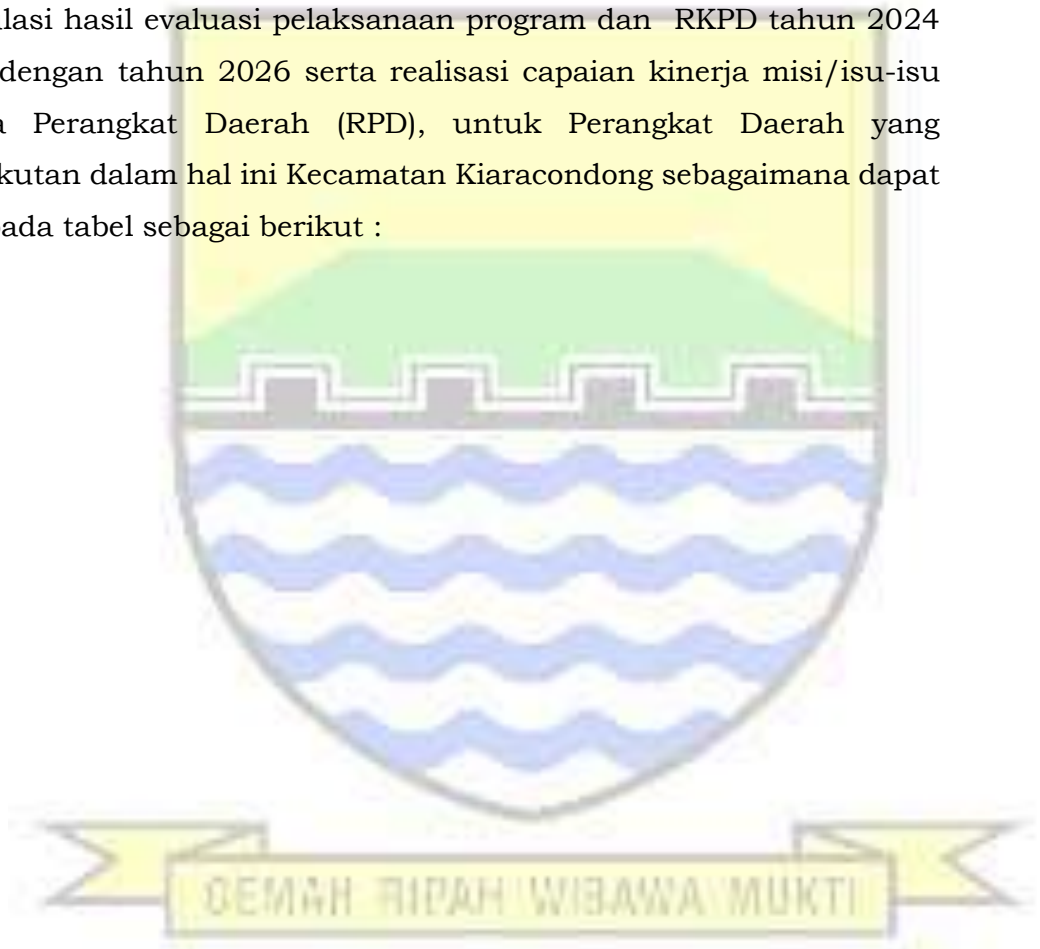 lasi hasil evaluasi pelaksanaan program dan RKPD tahun 2024
dengan tahun 2026 serta realisasi capaian kinerja misi/isu-isu
a Perangkat Daerah (RPD), untuk Perangkat Daerah yang
kutan dalam hal ini Kecamatan Kiaracondong sebagaimana dapat
pada tabel sebagai berikut :
GEMAH RIPAH WIBAWA MUKTI